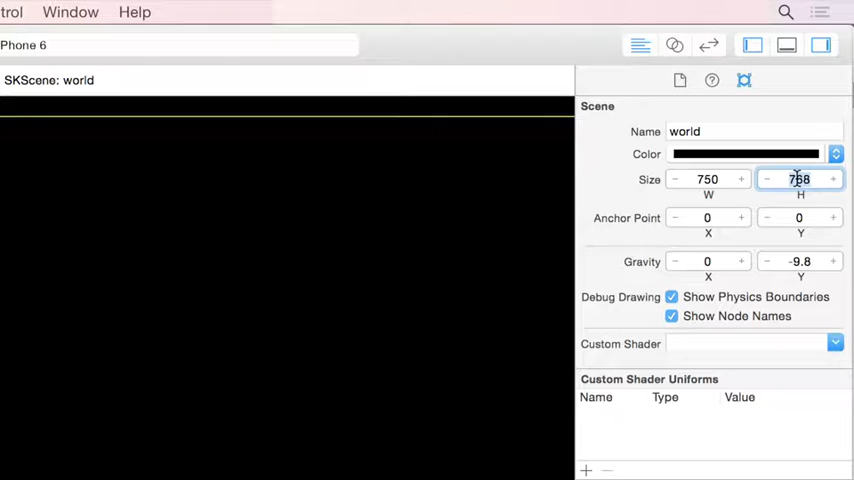 trol Window Help
Phone 6
SKScene: world
Scene
Name world
Color
Size 750 768
W H
Anchor Point 0 0
X Y
Gravity 0 -9.8
X Y
Debug Drawing Show Physics Boundaries
Show Node Names
Custom Shader
Custom Shader Uniforms
Name Type Value